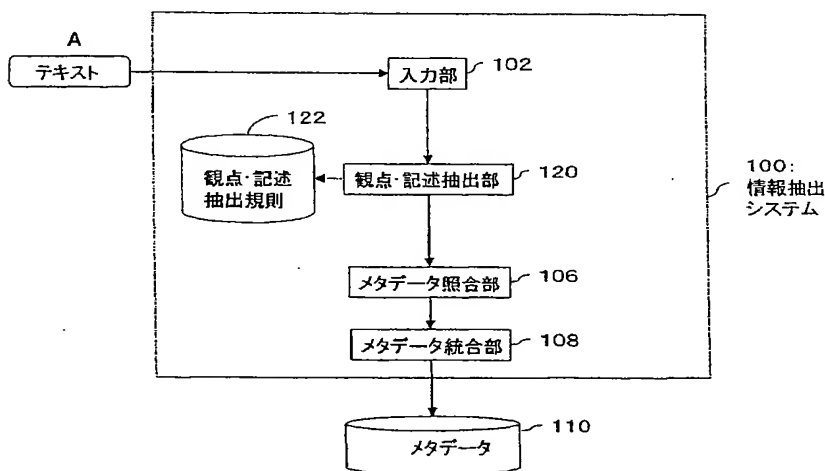 A
テキスト
入力部
102
122
観点・記述
抽出規則
観点・記述抽出部
120
100:
情報抽出
システム
メタデータ照合部
106
メタデータ統合部
108
メタデータ
110